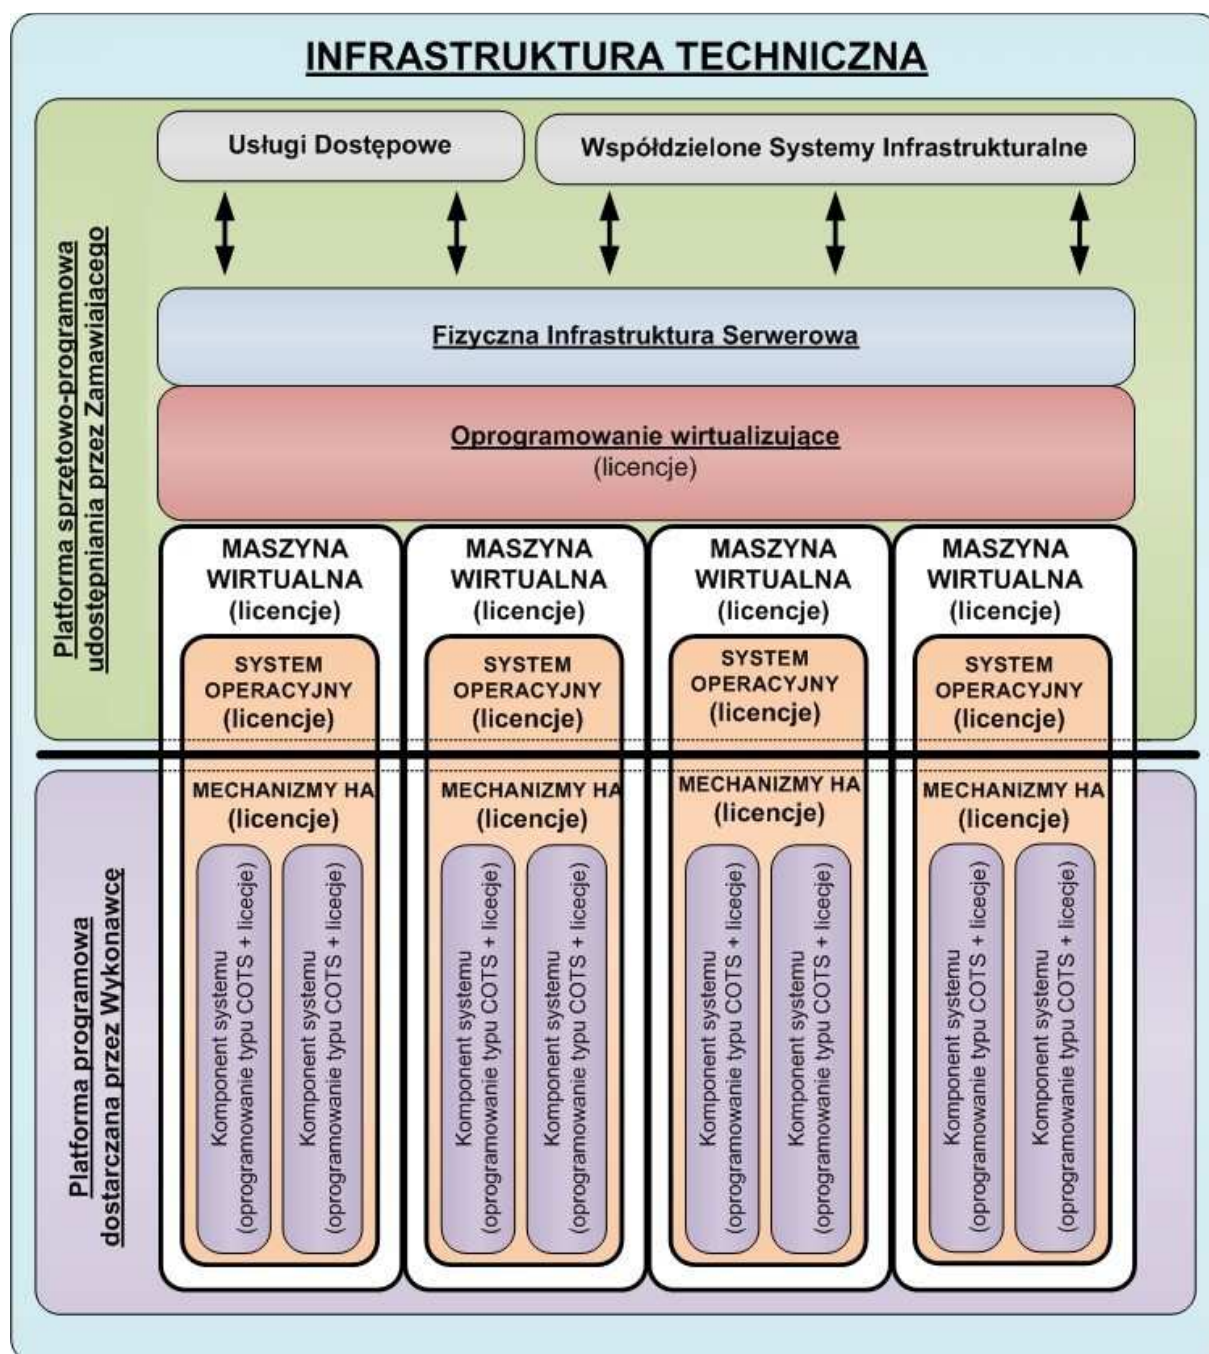 INFRASTRUKTURA TECHNICZNA
Usługi Dostępowe
Współdzielone Systemy Infrastrukturalne
Platforma sprzętowo-programowa
udostępniania przez Zamawiającego
Fizyczna Infrastruktura Serwerowa
Oprogramowanie wirtualizujące
(licencje)
MASZYNA
WIRTUALNA
(licencje)
SYSTEM
OPERACYJNY
(licencje)
MASZYNA
WIRTUALNA
(licencje)
SYSTEM
OPERACYJNY
(licencje)
MASZYNA
WIRTUALNA
(licencje)
SYSTEM
OPERACYJNY
(licencje)
MASZYNA
WIRTUALNA
(licencje)
SYSTEM
OPERACYJNY
(licencje)
Platforma programowa
dostarczana przez Wykonawcę
MECHANIZMY HA
(licencje)
Komponent systemu
(oprogramowanie typu COTS + licecje)
Komponent systemu
(oprogramowanie typu COTS + licecje)
MECHANIZMY HA
(licencje)
Komponent systemu
(oprogramowanie typu COTS + licecje)
Komponent systemu
(oprogramowanie typu COTS + licecje)
MECHANIZMY HA
(licencje)
Komponent systemu
(oprogramowanie typu COTS + licecje)
Komponent systemu
(oprogramowanie typu COTS + licecje)
MECHANIZMY HA
(licencje)
Komponent systemu
(oprogramowanie typu COTS + licecje)
Komponent systemu
(oprogramowanie typu COTS + licecje)